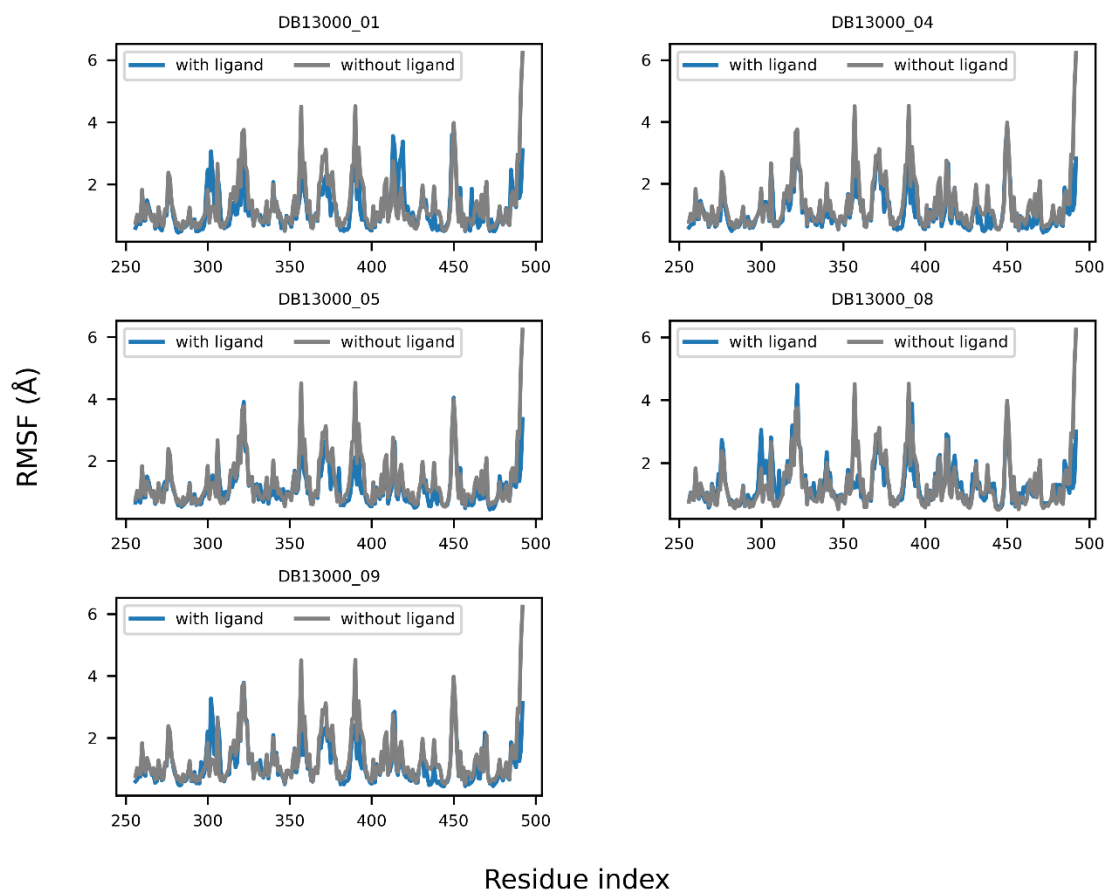 DB13000_01
with ligand without ligand
6
4
2
250 300 350 400 450 500
DB13000_04
with ligand without ligand
6
4
2
250 300 350 400 450 500
DB13000_05
with ligand without ligand
6
4
2
250 300 350 400 450 500
DB13000_08
with ligand without ligand
6
4
2
250 300 350 400 450 500
DB13000_09
with ligand without ligand
6
4
2
250 300 350 400 450 500
RMSF (Å)
Residue index